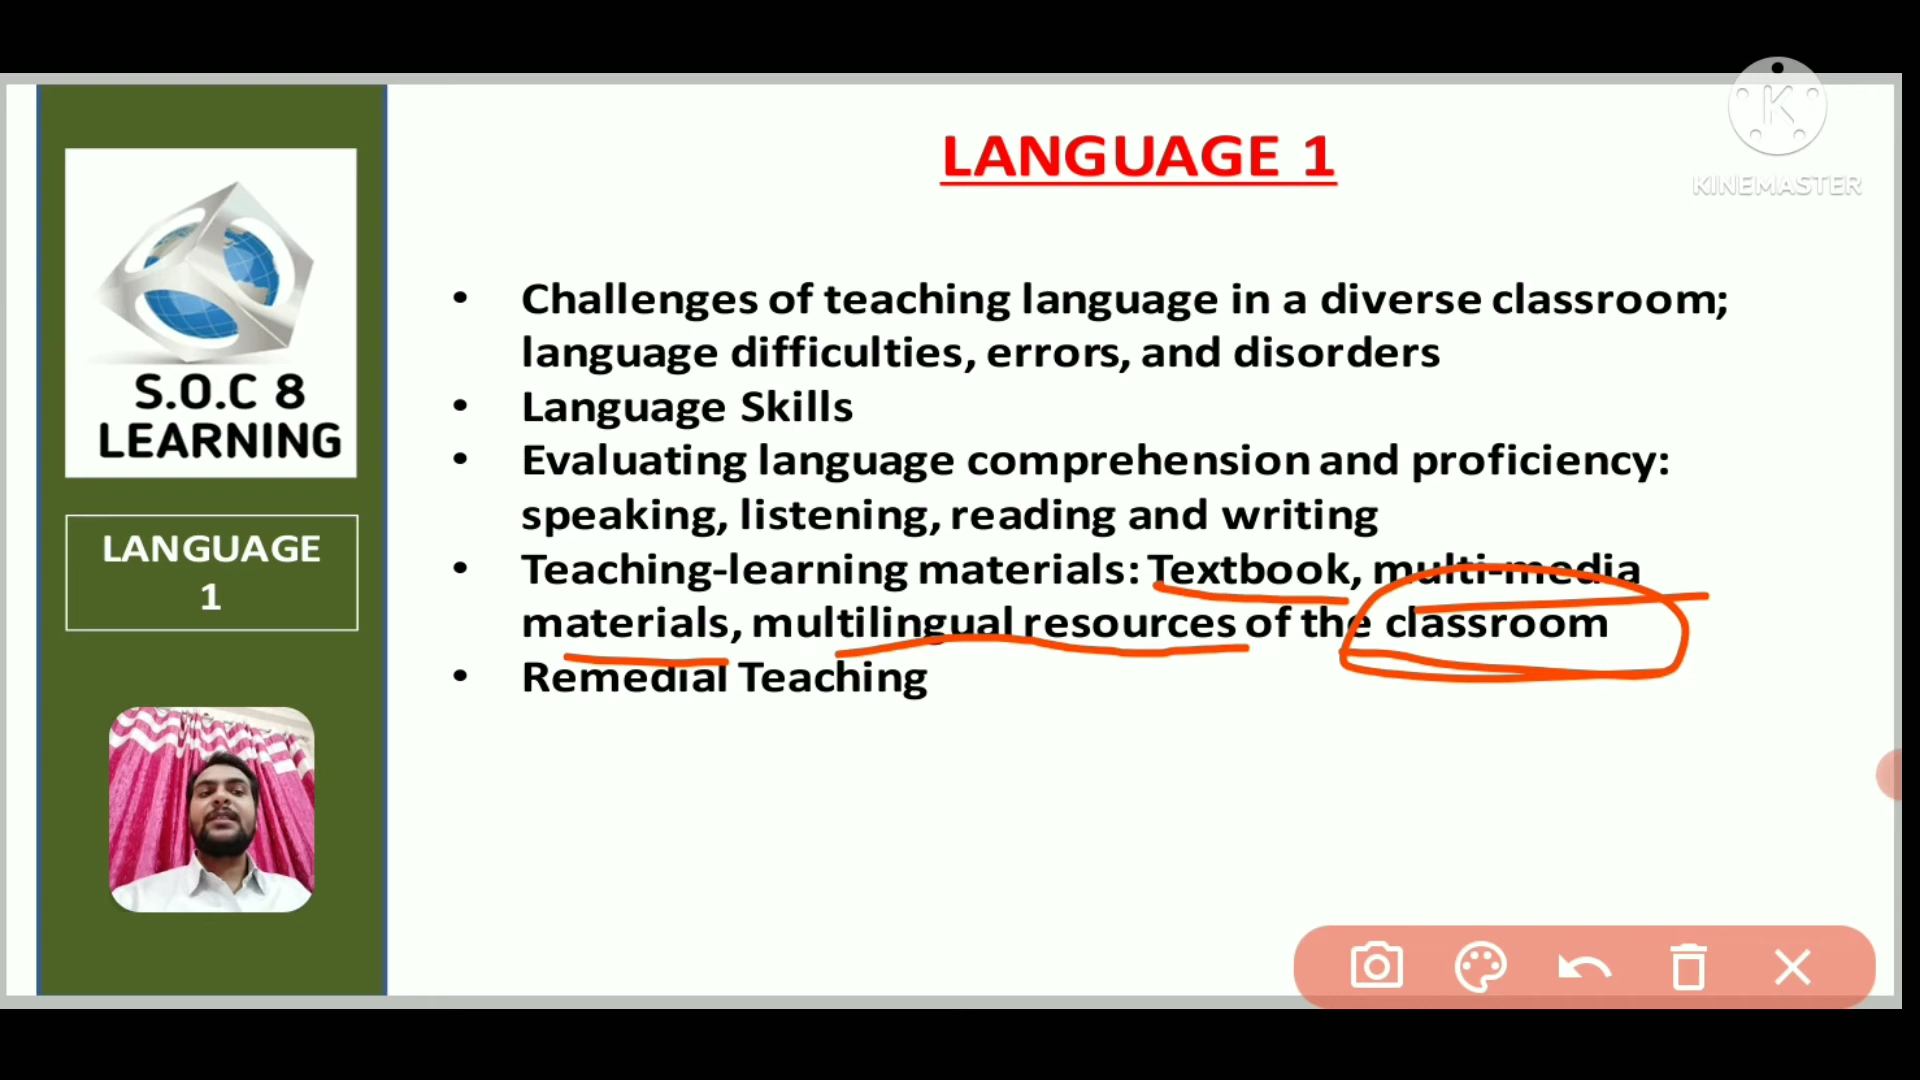 LANGUAGE 1
KINEMASTER
• Challenges of teaching language in a diverse classroom;
language difficulties, errors, and disorders
• Language Skills
• Evaluating language comprehension and proficiency:
speaking, listening, reading and writing
• Teaching-learning materials: Textbook, multi-media
materials, multilingual resources of the classroom
• Remedial Teaching
S.O.C 8
LEARNING
LANGUAGE
1